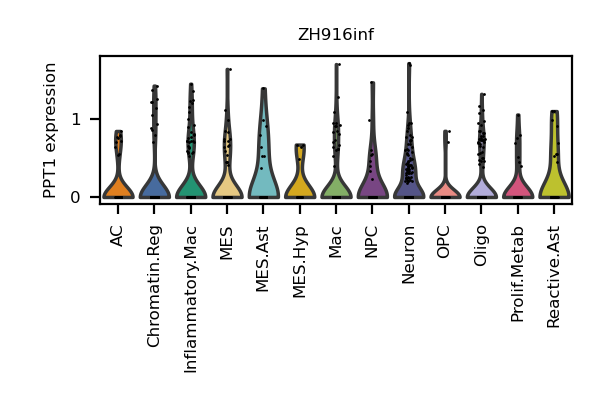 ZH916inf
PPT1 expression
1
0
AC
Chromatin.Reg
Inflammatory.Mac
MES
MES.Ast
MES.Hyp
Mac
NPC
Neuron
OPC
Oligo
Prolif.Metab
Reactive.Ast